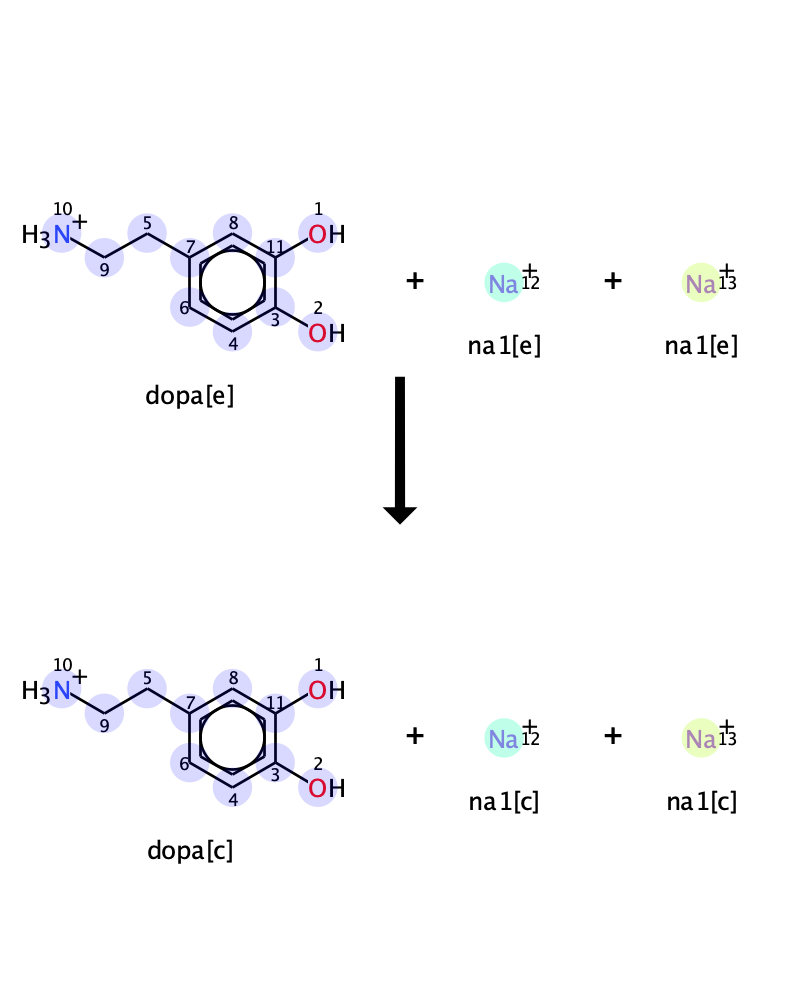 10 + 5 8 1
H3N 7 11 OH
9
+ Na+ 12 + Na+ 13
6 3 2
4 OH
na1[e] na1[e]
dopa[e]
10 + 5 8 1
H3N 7 11 OH
9
+ Na+ 12 + Na+ 13
6 3 2
4 OH
na1[c] na1[c]
dopa[c]